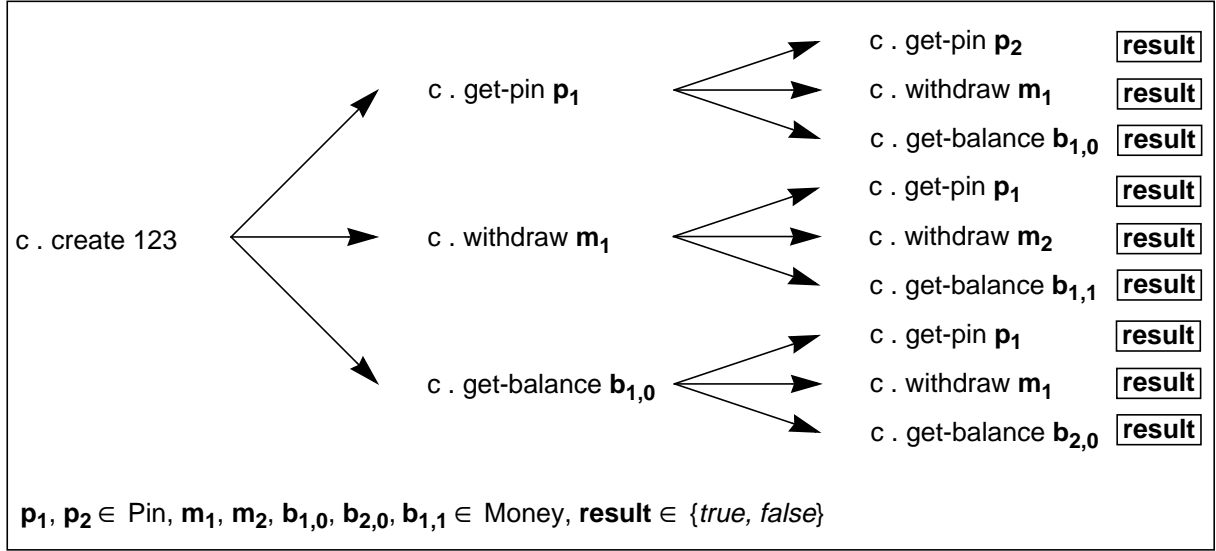 c . get-pin p2 result
c . get-pin p1 c . withdraw m1 result
c . get-balance b1,0 result
c . get-pin p1 result
c . create 123 c . withdraw m1 c . withdraw m2 result
c . get-balance b1,1 result
c . get-pin p1 result
c . get-balance b1,0 c . withdraw m1 result
c . get-balance b2,0 result
p1, p2 ∈ Pin, m1, m2, b1,0, b2,0, b1,1 ∈ Money, result ∈ {true, false}